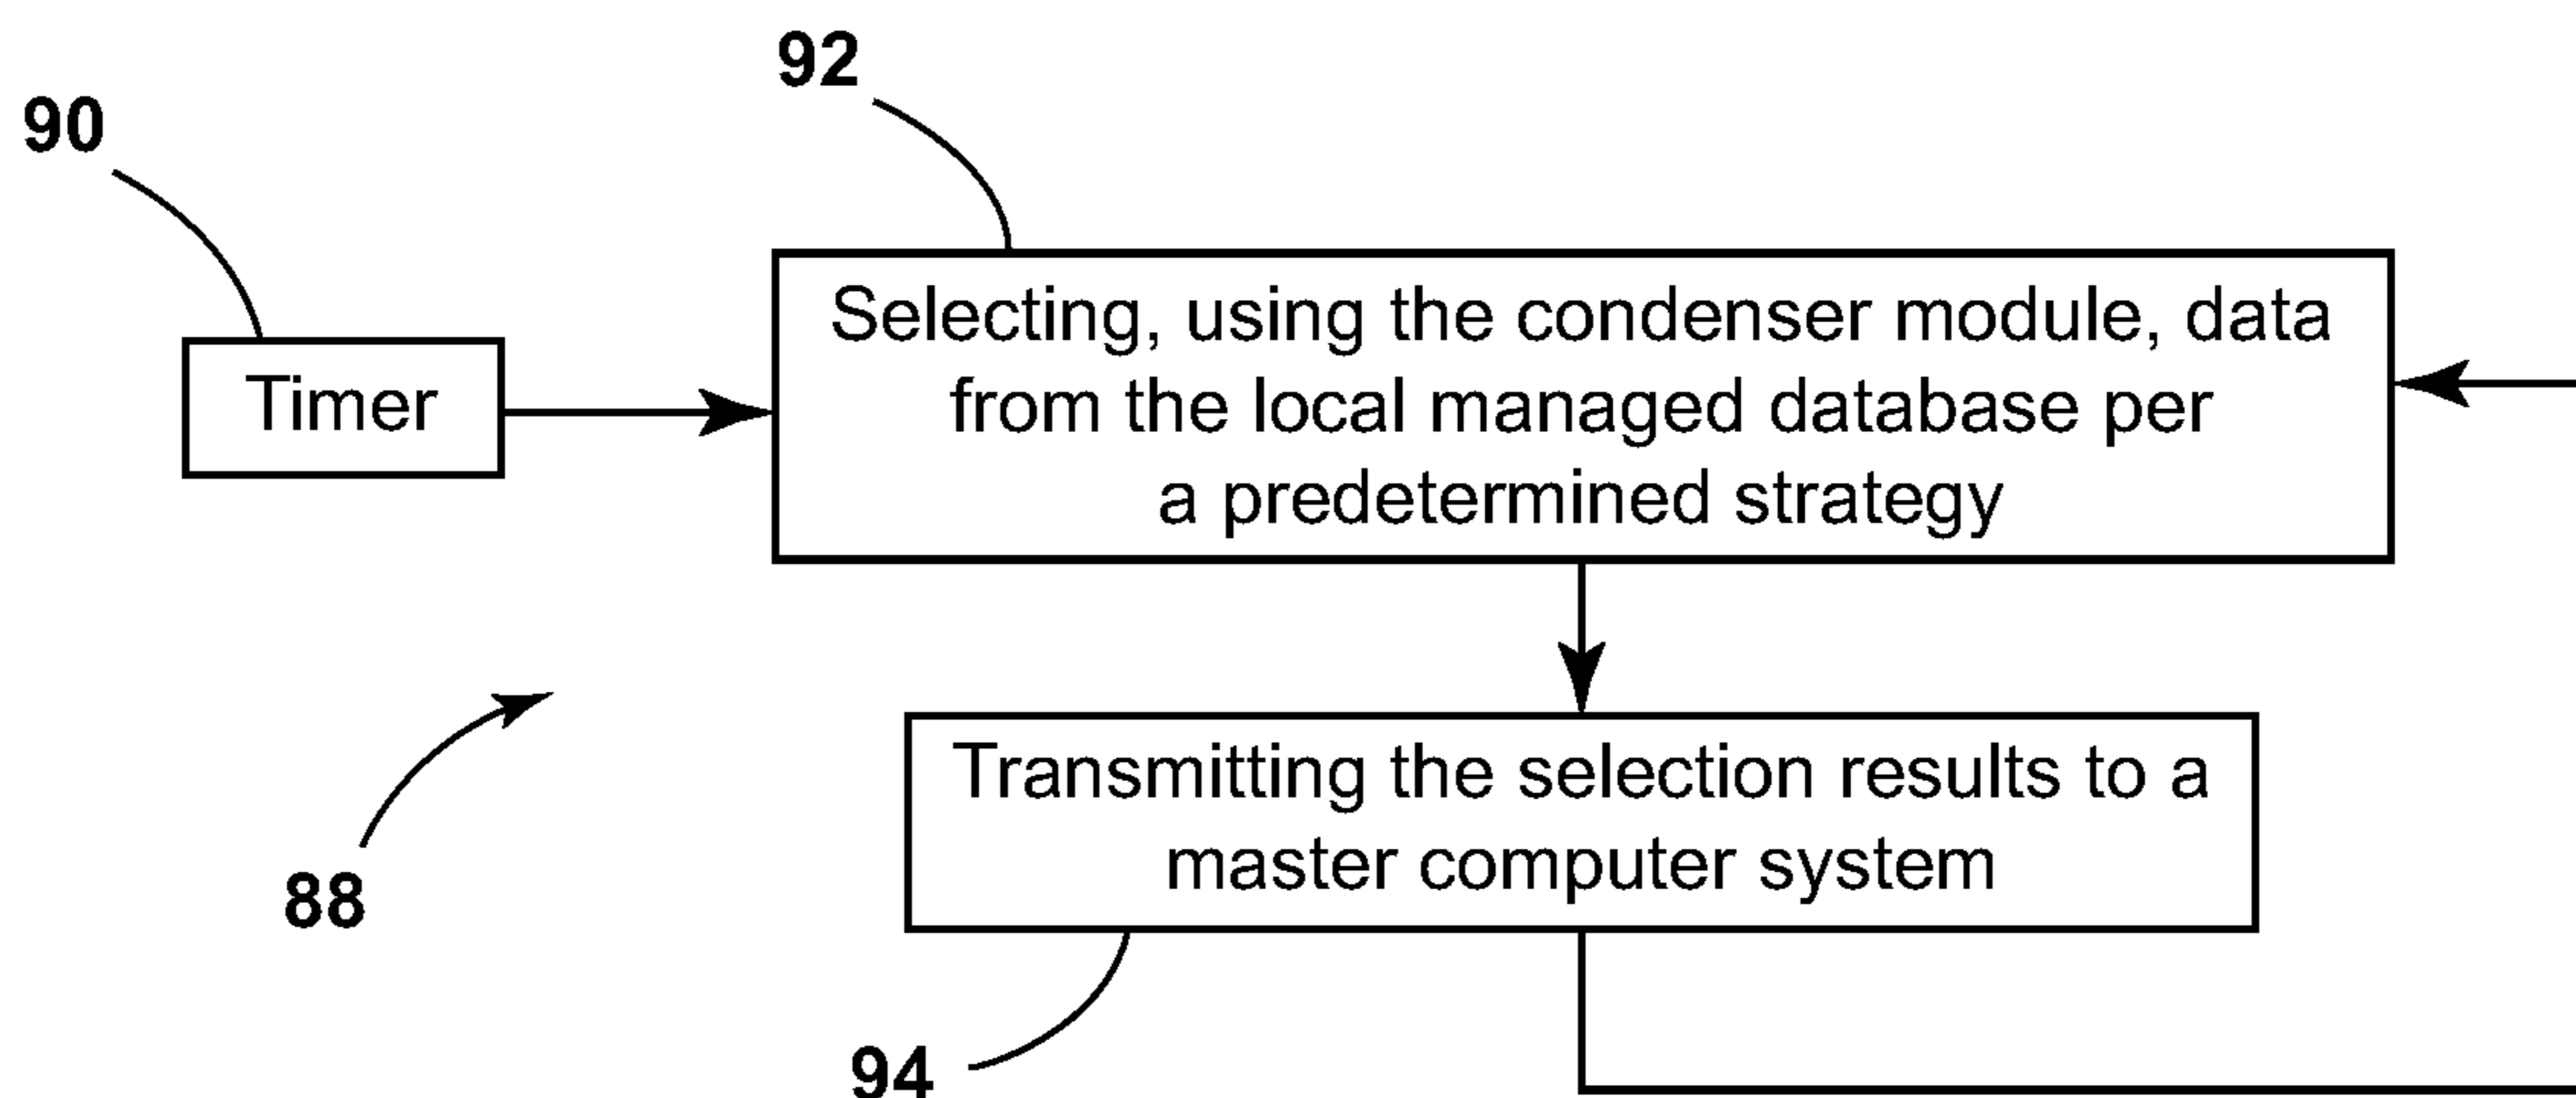 92
90
Timer
Selecting, using the condenser module, data
from the local managed database per
a predetermined strategy
Transmitting the selection results to a
master computer system
88
94